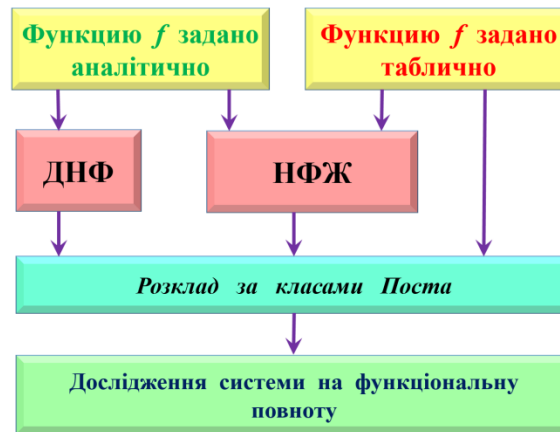 Функцию f задано
аналітично
Функцию f задано
таблично
ДНФ
НФЖ
Розклад за класами Поста
Дослідження системи на функціональну
повноту